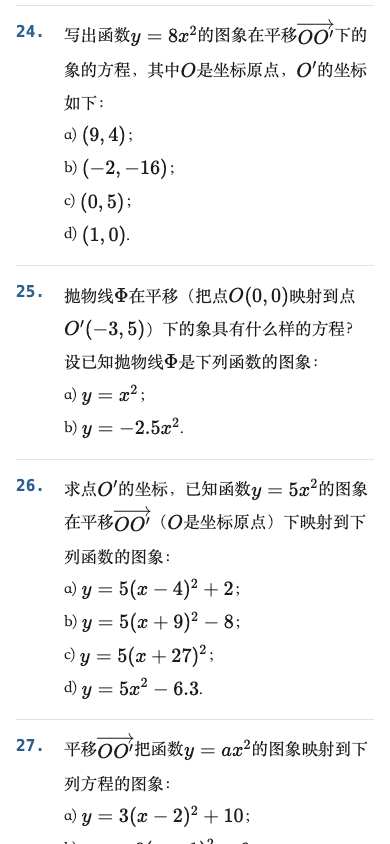 24. 写出函数y = 8x²的图象在平移\overrightarrow{OO′}下的
象的方程，其中O是坐标原点，O′的坐标
如下：
a) (9, 4)；
b) (−2, −16)；
c) (0, 5)；
d) (1, 0).
25. 抛物线Φ在平移（把点O(0, 0)映射到点
O′(−3, 5)）下的象具有什么样的方程？
设已知抛物线Φ是下列函数的图象：
a) y = x²；
b) y = −2.5x².
26. 求点O′的坐标，已知函数y = 5x²的图象
在平移\overrightarrow{OO′}（O是坐标原点）下映射到下
列函数的图象：
a) y = 5(x − 4)² + 2；
b) y = 5(x + 9)² − 8；
c) y = 5(x + 27)²；
d) y = 5x² − 6.3.
27. 平移\overrightarrow{OO′}把函数y = ax²的图象映射到下
列方程的图象：
a) y = 3(x − 2)² + 10；